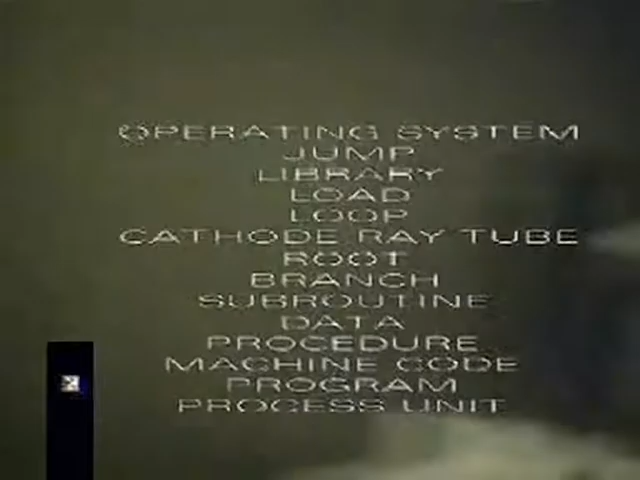 OPERATING SYSTEM
JUMP
LIBRARY
LOAD
LOOP
CATHODE RAY TUBE
ROOT
BRANCH
SUBROUTINE
DATA
PROCEDURE
MACHINE CODE
PROGRAM
PROCESS UNIT